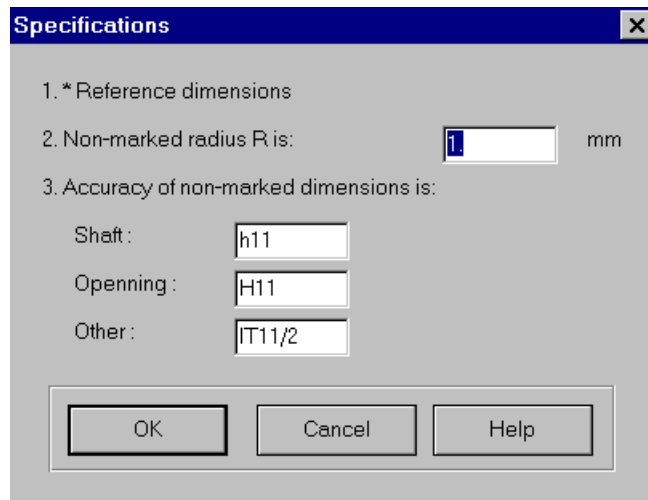 Specifications
1. * Reference dimensions
2. Non-marked radius R is: 1. mm
3. Accuracy of non-marked dimensions is:
Shaft : h11
Openning : H11
Other : IT11/2
OK Cancel Help